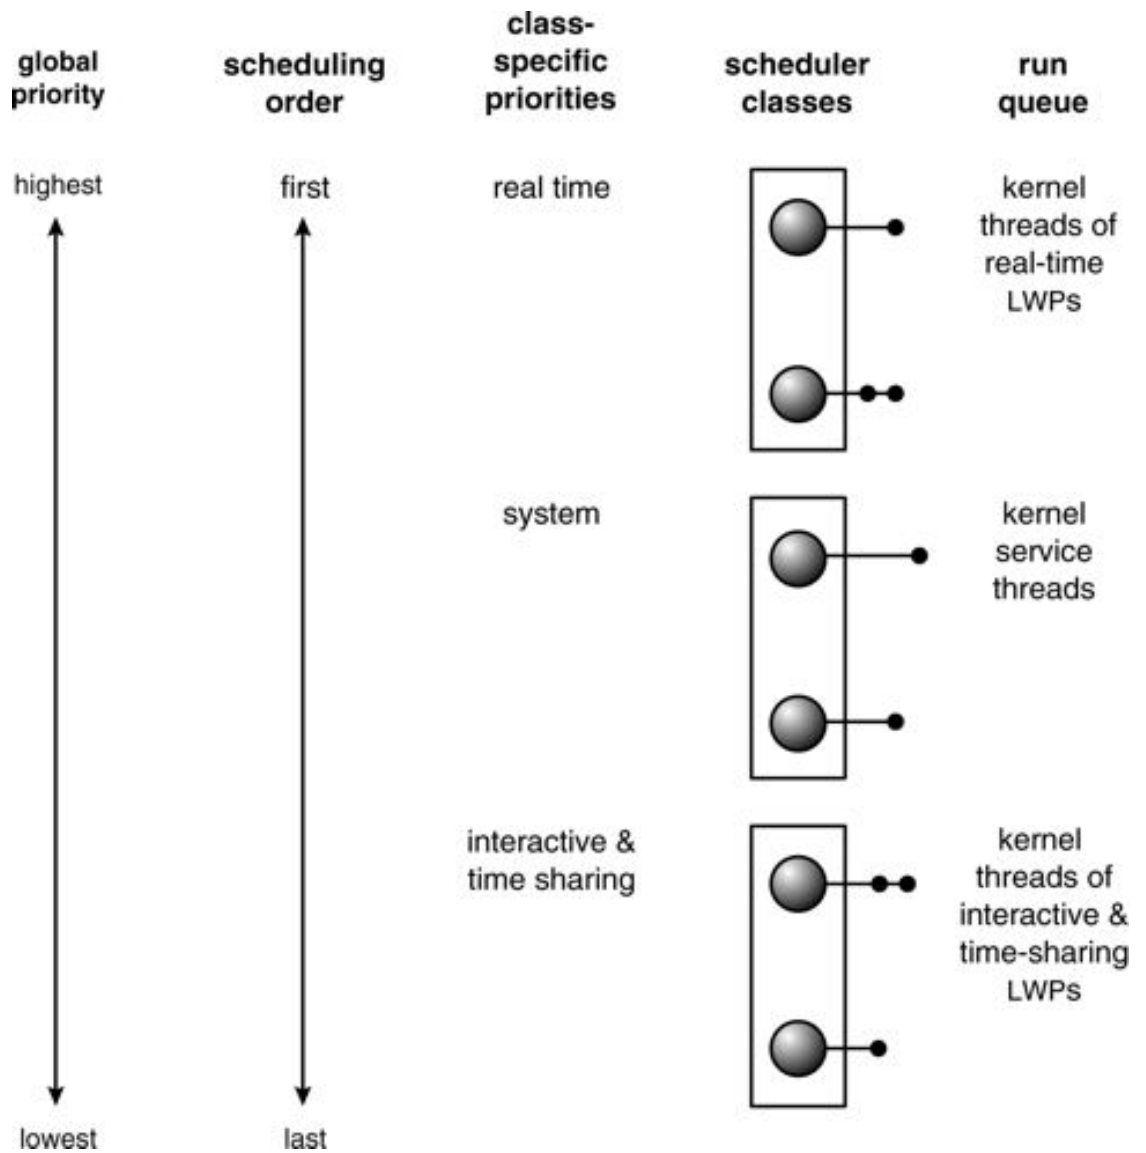 global
priority
scheduling
order
class-
specific
priorities
scheduler
classes
run
queue
highest
first
real time
kernel
threads of
real-time
LWPs
system
kernel
service
threads
interactive &
time sharing
kernel
threads of
interactive &
time-sharing
LWPs
lowest
last